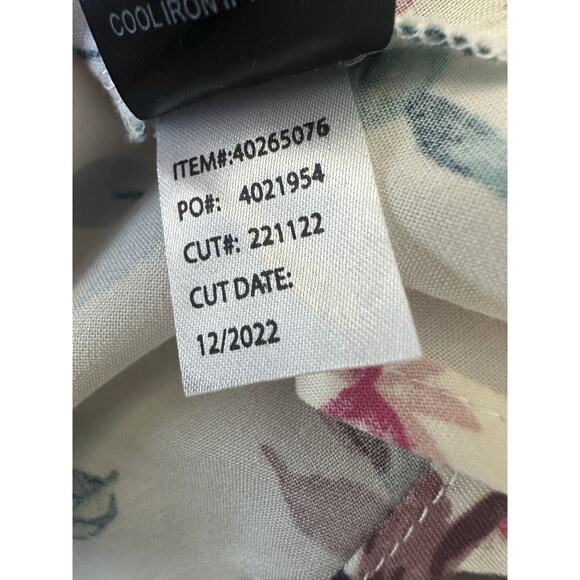 COOL IRON
ITEM#:40265076
PO#: 4021954
CUT#: 221122
CUT DATE:
12/2022